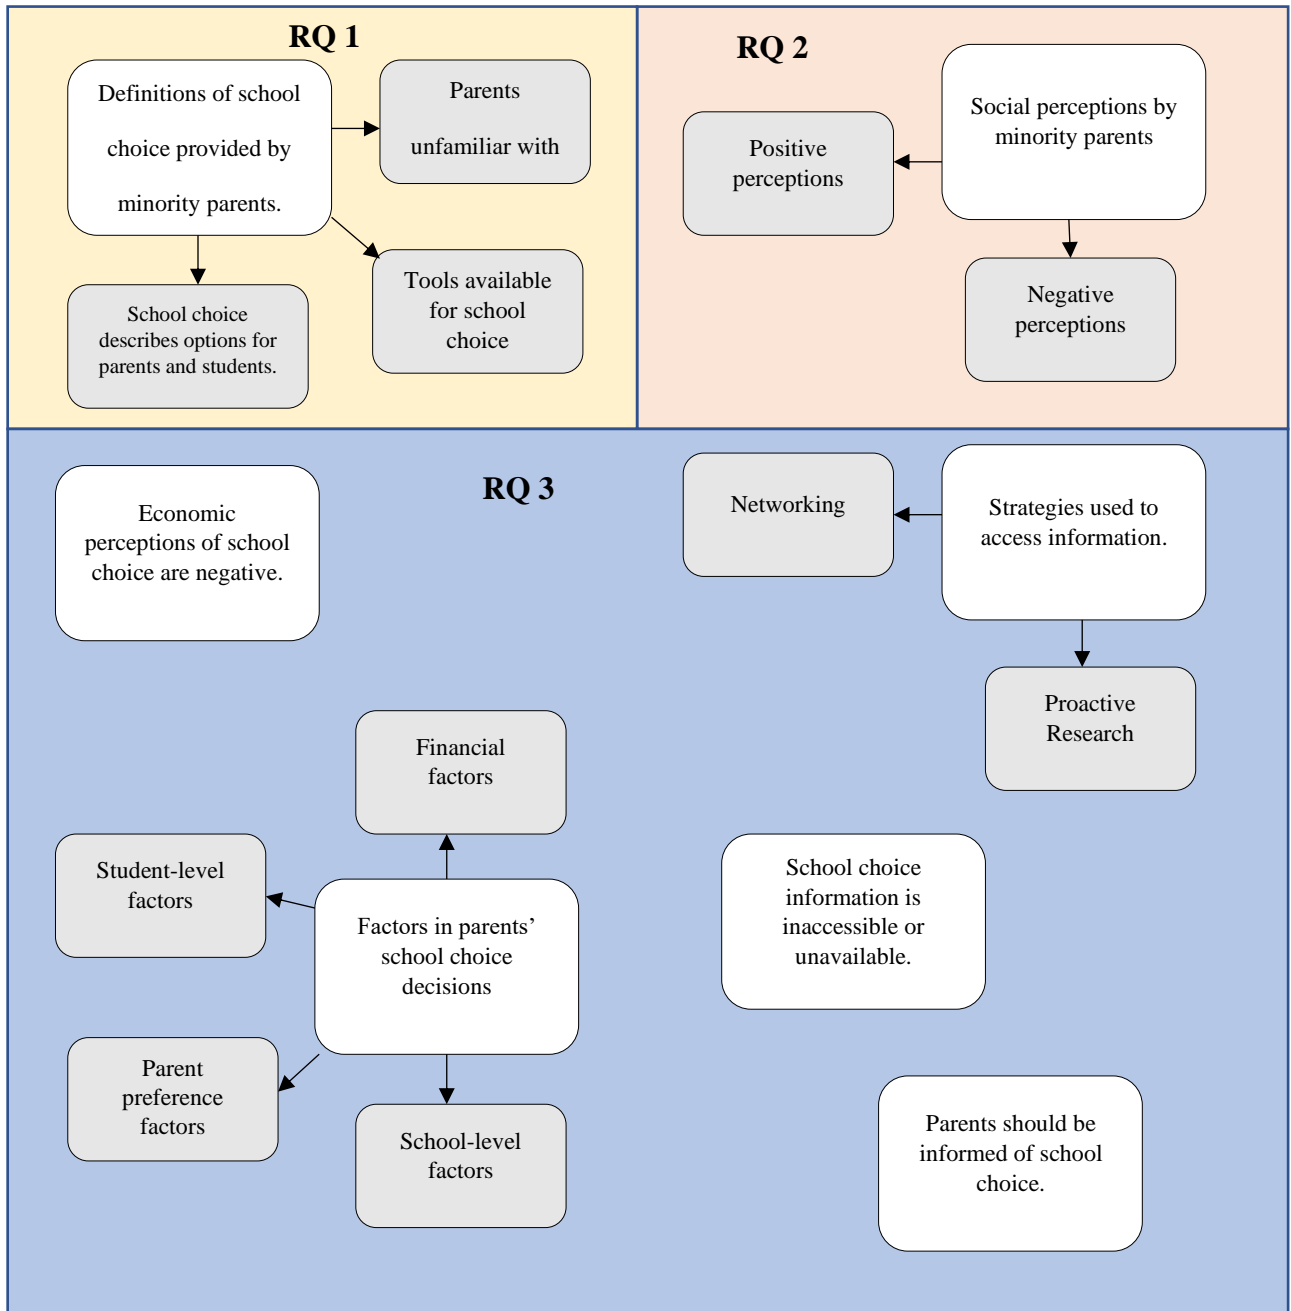 RQ 1
Definitions of school
choice provided by
minority parents.
Parents
unfamiliar with
Tools available
for school
choice
School choice
describes options for
parents and students.
RQ 2
Social perceptions by
minority parents
Positive
perceptions
Negative
perceptions
RQ 3
Economic
perceptions of school
choice are negative.
Networking
Strategies used to
access information.
Proactive
Research
Financial
factors
Student-level
factors
Factors in parents’
school choice
decisions
Parent
preference
factors
School-level
factors
School choice
information is
inaccessible or
unavailable.
Parents should be
informed of school
choice.